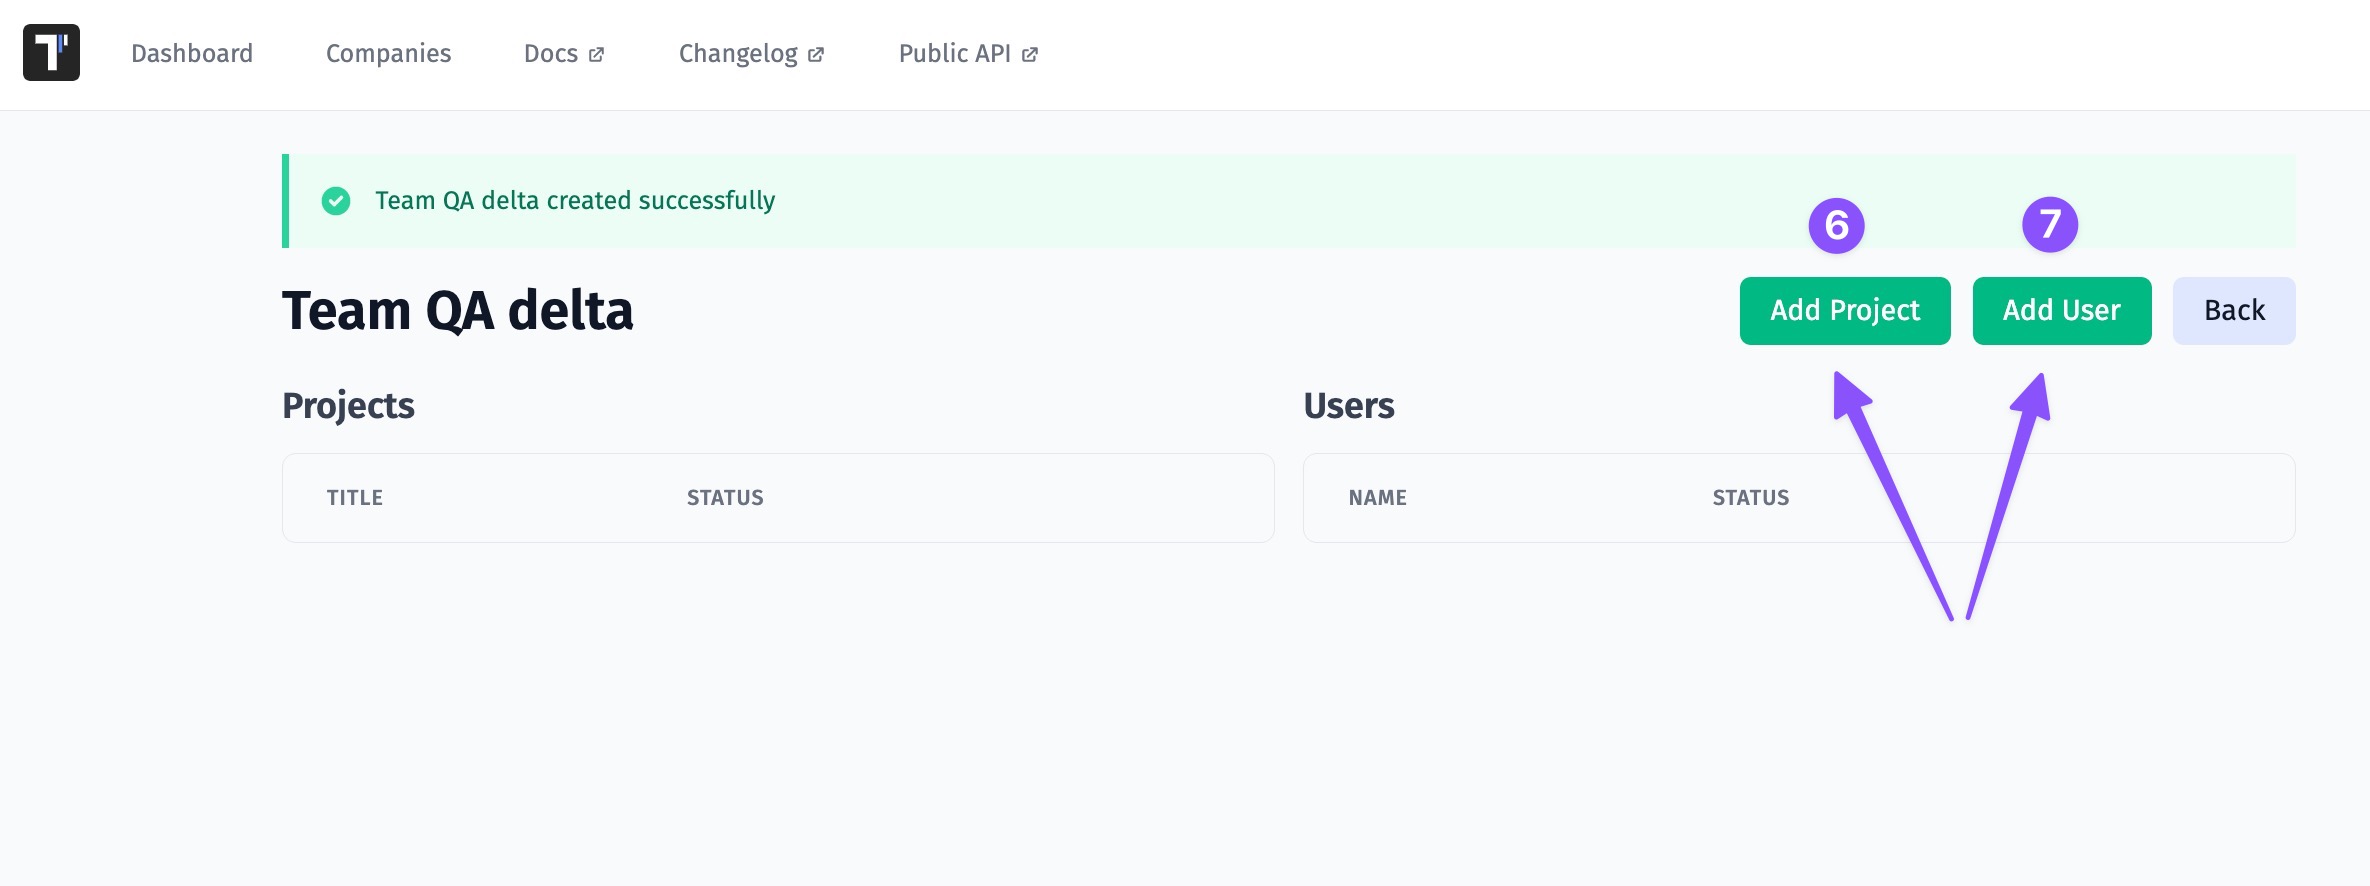 Dashboard Companies Docs Changelog Public API
Team QA delta created successfully
6 7
Team QA delta
Add Project Add User Back
Projects
Users
TITLE STATUS
NAME STATUS